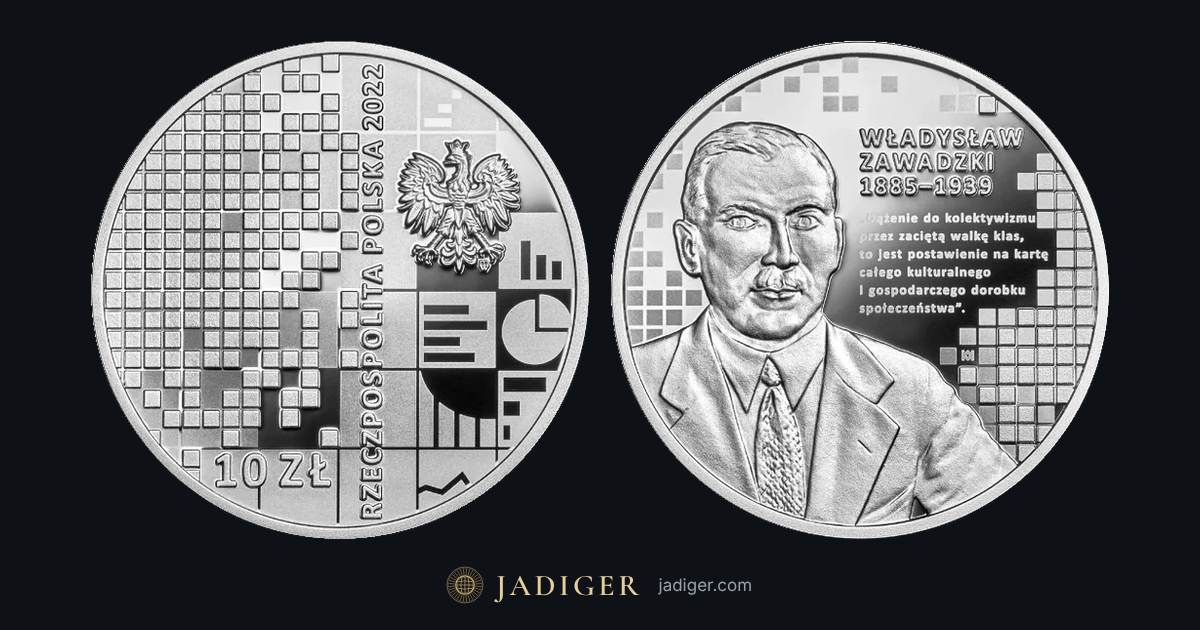 RZECZPOSPOLITA POLSKA 2022
10 ZŁ
WŁADYSŁAW
ZAWADZKI
1885–1939
„Dążenie do kolektywizmu
przez zaciętą walkę klas,
to jest postawienie na kartę
całego kulturalnego
i gospodarczego dorobku
społeczeństwa”.
JADIGER
jadiger.com